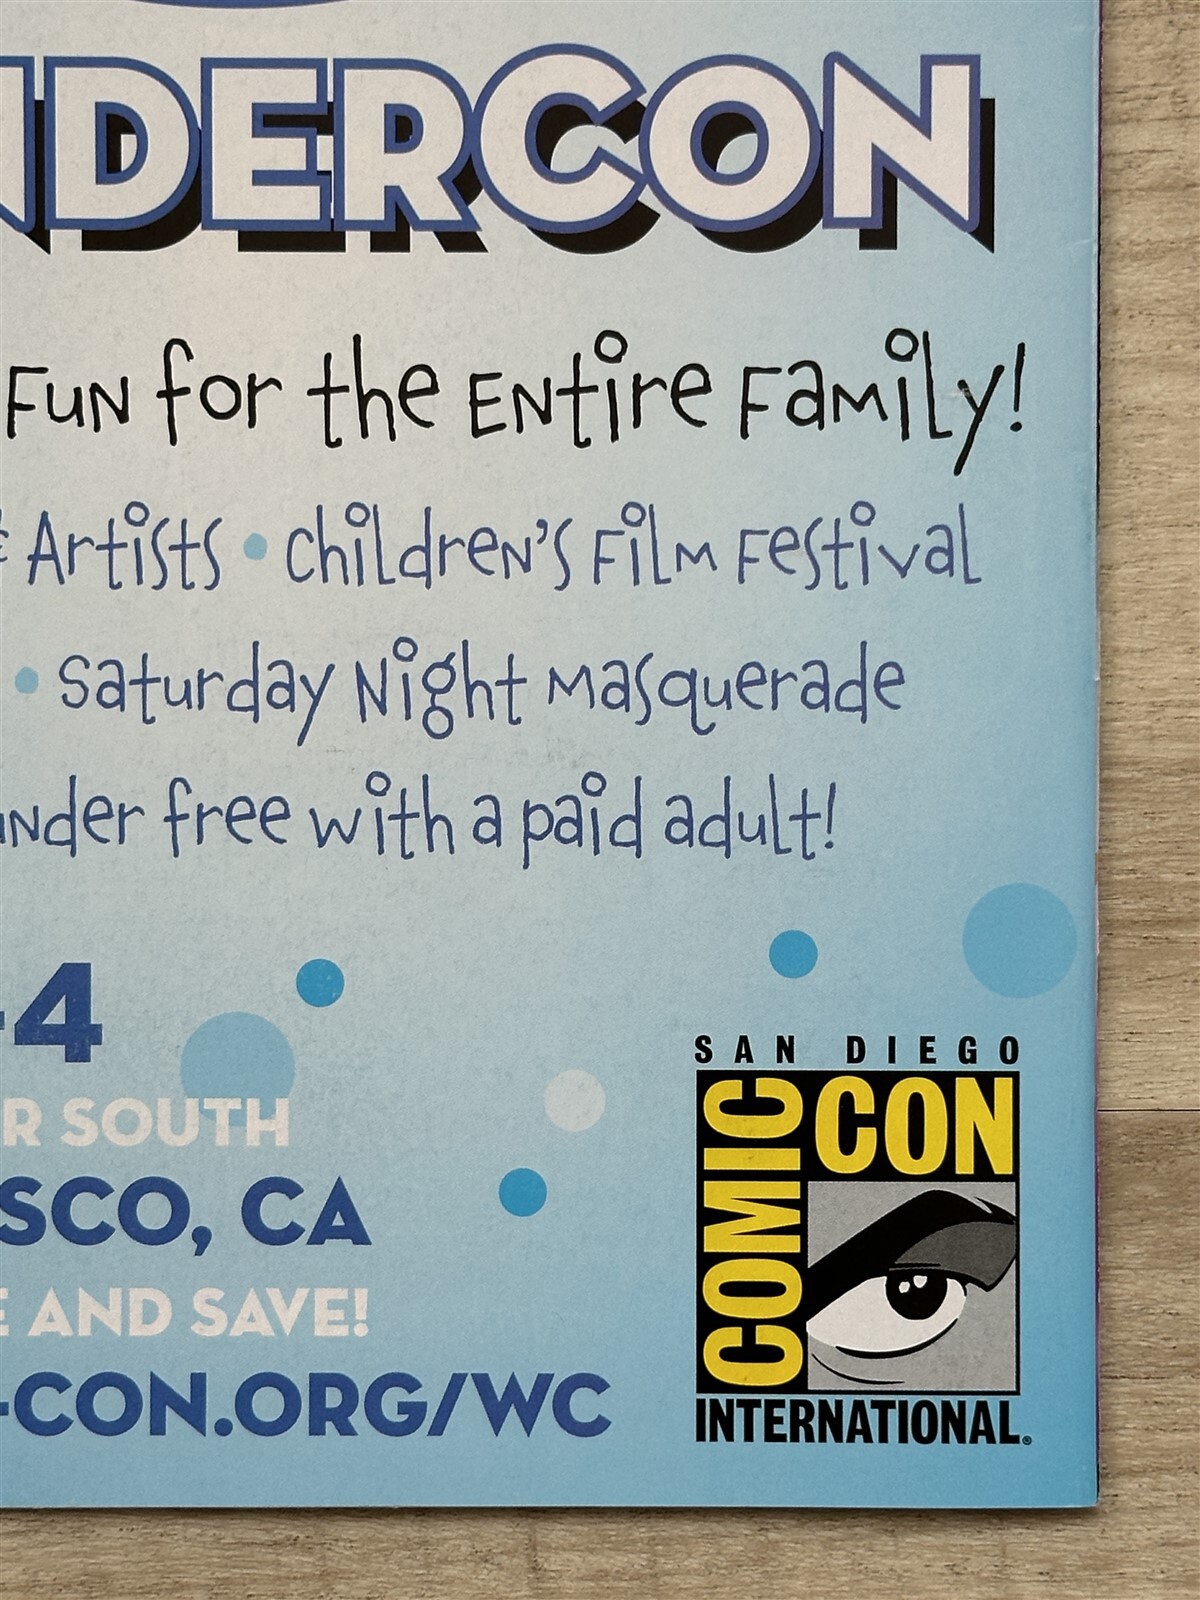 NDERCON
FUN for the ENtire Family!
& Artists • Children's Film Festival
• Saturday Night Masquerade
under free with a paid adult!
-4
R SOUTH
SCO, CA
E AND SAVE!
-CON.ORG/WC
SAN DIEGO
COMIC CON
INTERNATIONAL®